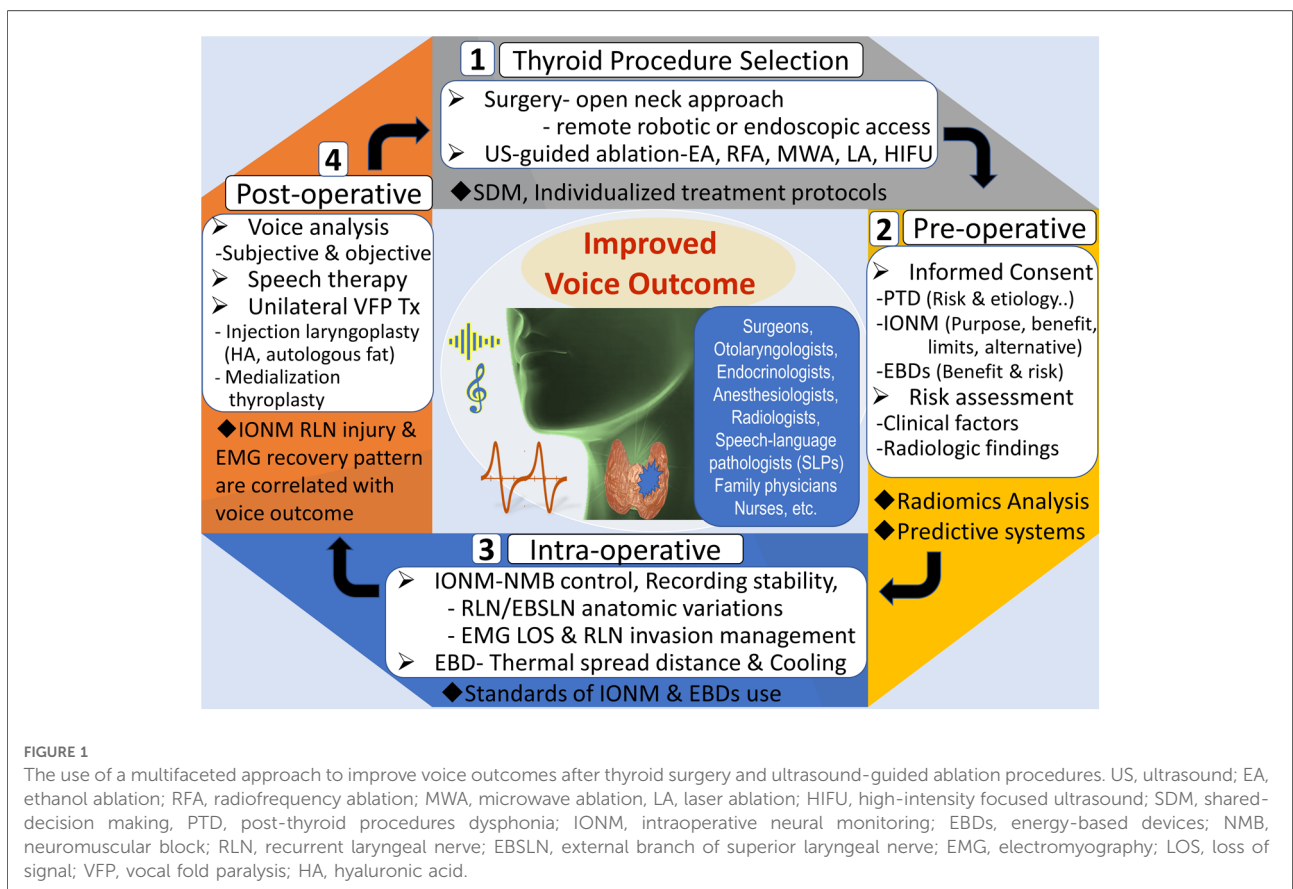 1 Thyroid Procedure Selection
➢ Surgery- open neck approach
- remote robotic or endoscopic access
➢ US-guided ablation-EA, RFA, MWA, LA, HIFU
◆SDM, Individualized treatment protocols
2 Pre-operative
➢ Informed Consent
-PTD (Risk & etiology..)
-IONM (Purpose, benefit,
limits, alternative)
-EBDs (Benefit & risk)
➢ Risk assessment
-Clinical factors
-Radiologic findings
◆Radiomics Analysis
◆Predictive systems
3 Intra-operative
➢ IONM-NMB control, Recording stability,
- RLN/EBSLN anatomic variations
- EMG LOS & RLN invasion management
➢ EBD- Thermal spread distance & Cooling
◆Standards of IONM & EBDs use
4
Post-operative
➢ Voice analysis
-Subjective & objective
➢ Speech therapy
➢ Unilateral VFP Tx
- Injection laryngoplasty
(HA, autologous fat)
- Medialization
thyroplasty
◆IONM RLN injury &
EMG recovery pattern
are correlated with
voice outcome
Improved
Voice Outcome
Surgeons,
Otolaryngologists,
Endocrinologists,
Anesthesiologists,
Radiologists,
Speech-language
pathologists (SLPs)
Family physicians
Nurses, etc.
FIGURE 1
The use of a multifaceted approach to improve voice outcomes after thyroid surgery and ultrasound-guided ablation procedures. US, ultrasound; EA,
ethanol ablation; RFA, radiofrequency ablation; MWA, microwave ablation, LA, laser ablation; HIFU, high-intensity focused ultrasound; SDM, shared-
decision making, PTD, post-thyroid procedures dysphonia; IONM, intraoperative neural monitoring; EBDs, energy-based devices; NMB,
neuromuscular block; RLN, recurrent laryngeal nerve; EBSLN, external branch of superior laryngeal nerve; EMG, electromyography; LOS, loss of
signal; VFP, vocal fold paralysis; HA, hyaluronic acid.